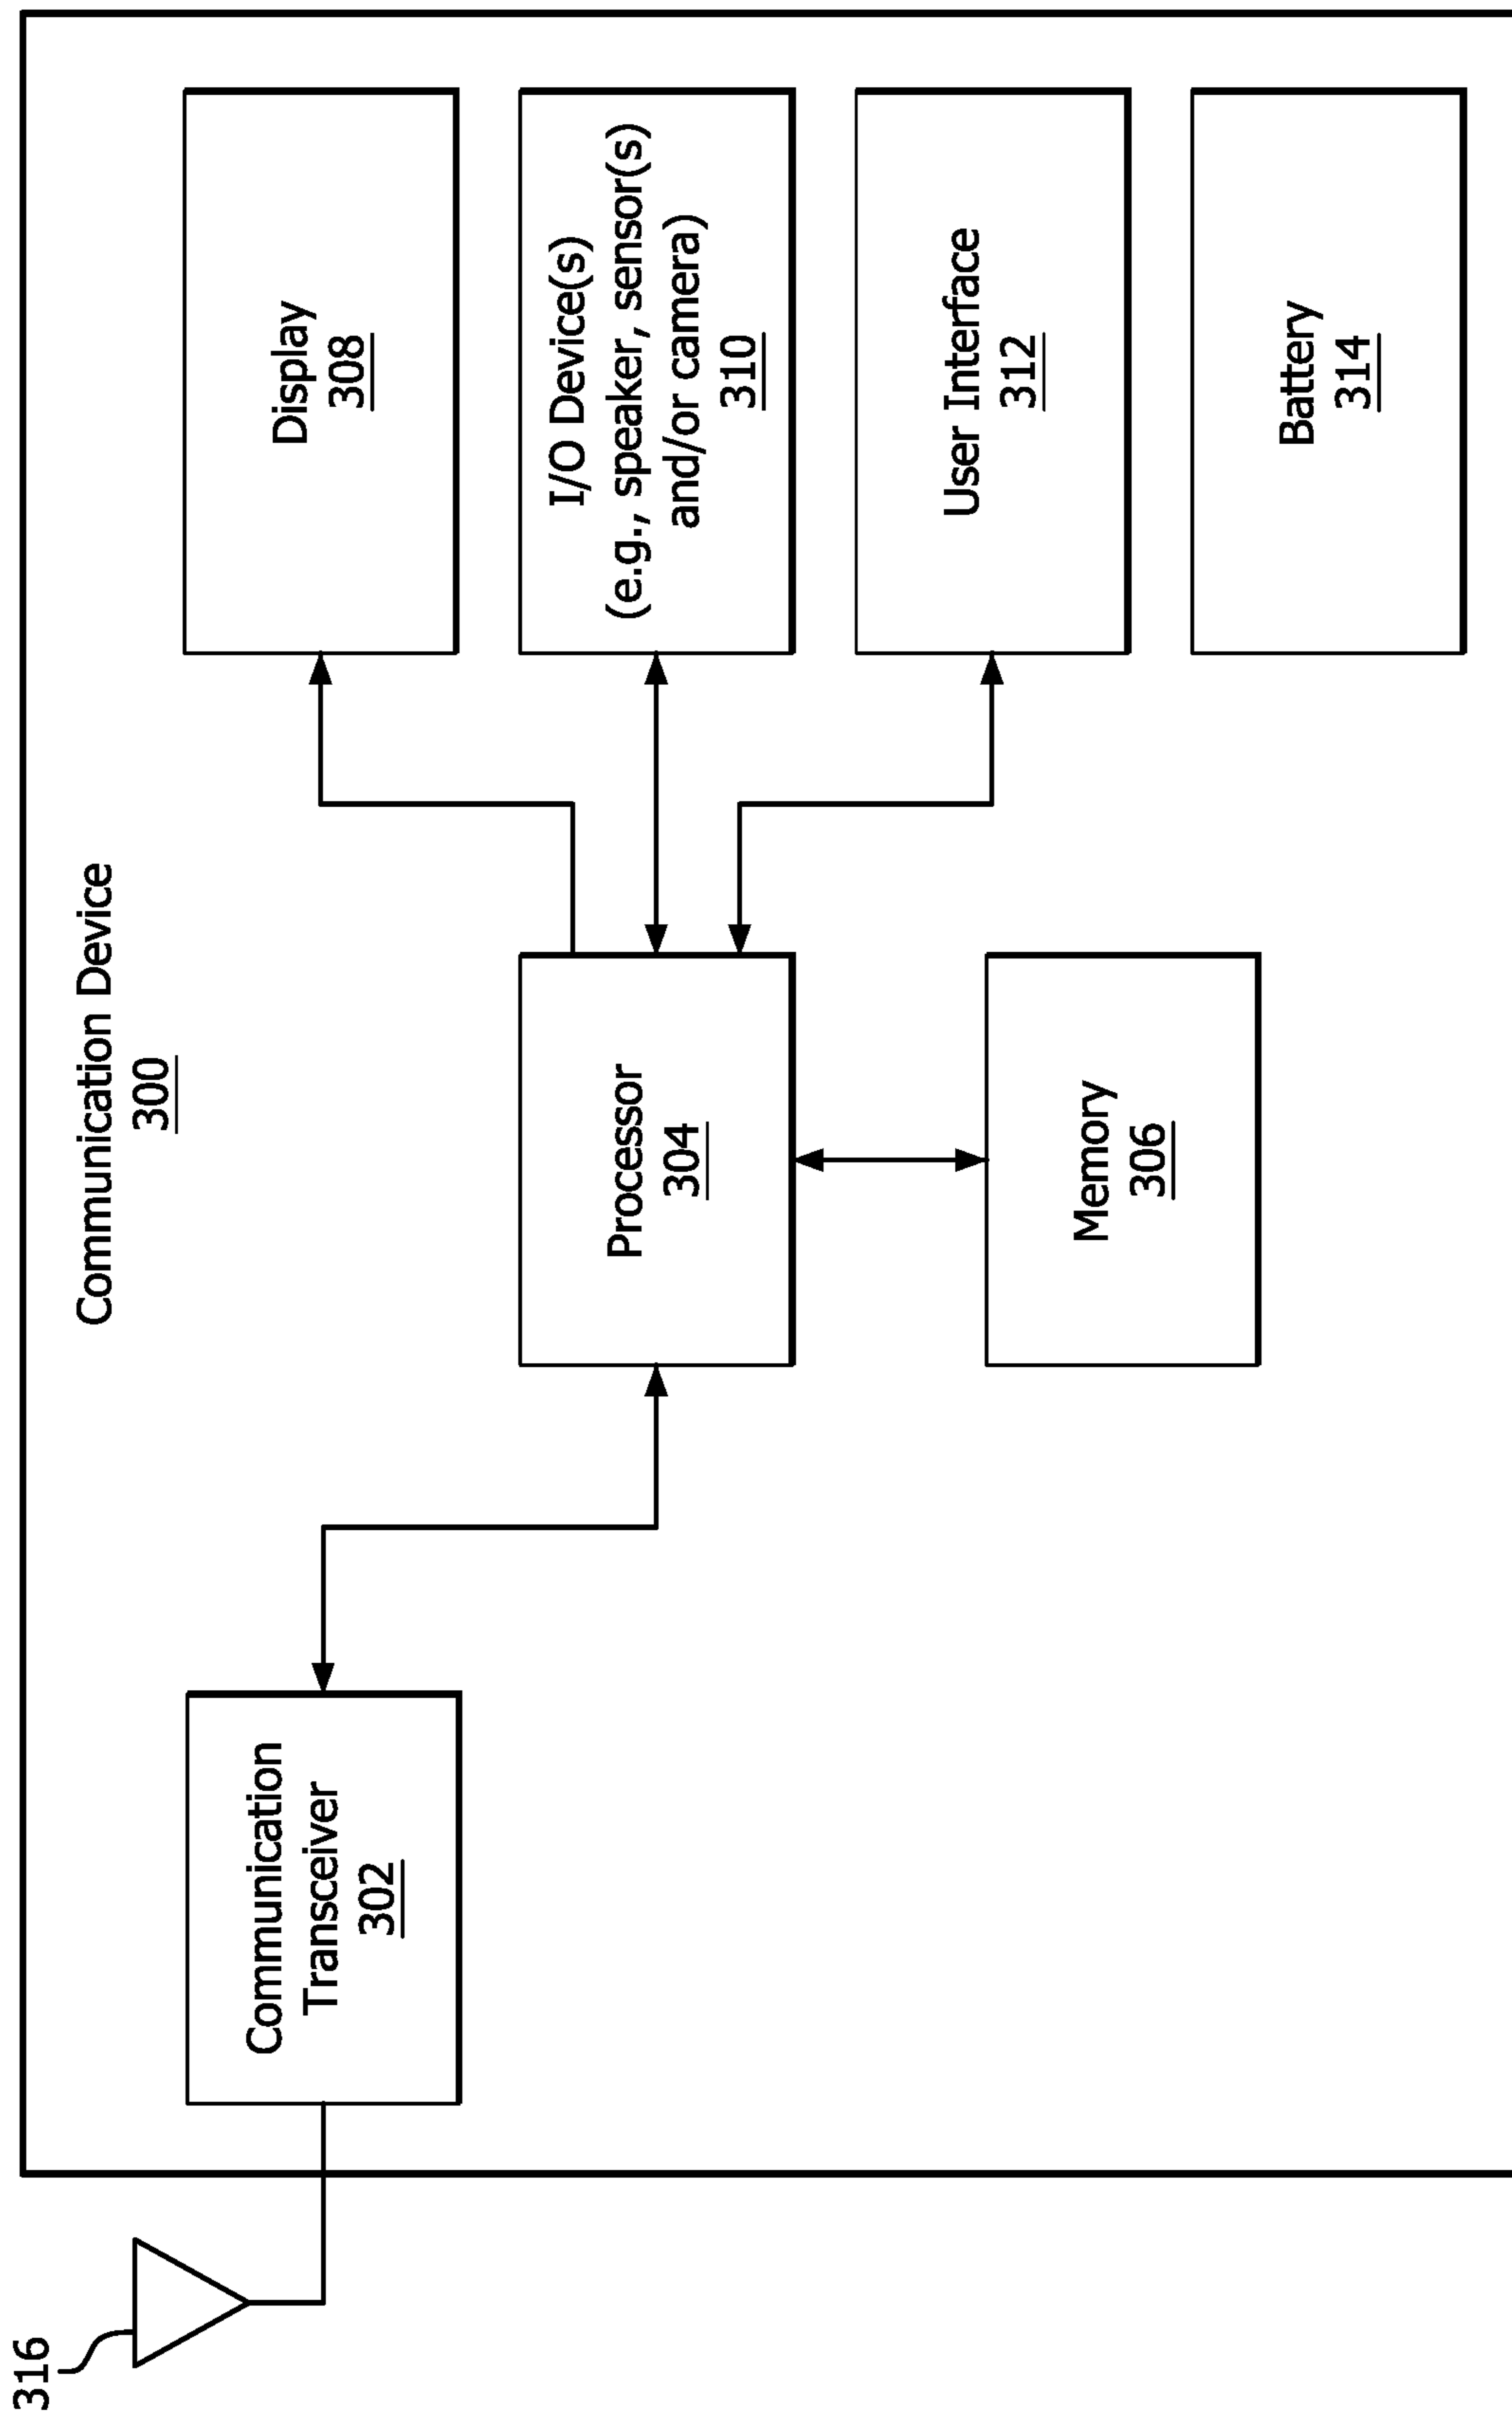 Communication Device
300
316
Communication
Transceiver
302
Processor
304
Memory
306
Display
308
I/O Device(s)
(e.g., speaker, sensor(s)
and/or camera)
310
User Interface
312
Battery
314